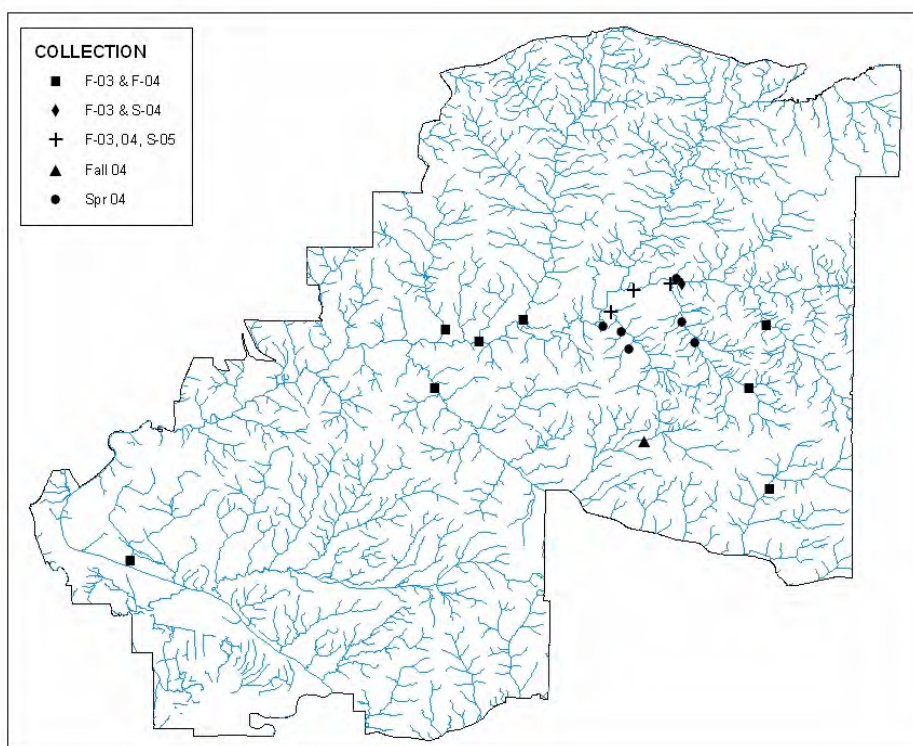 COLLECTION
F-03 & F-04
F-03 & S-04
F-03, 04, S-05
Fall 04
Spr 04